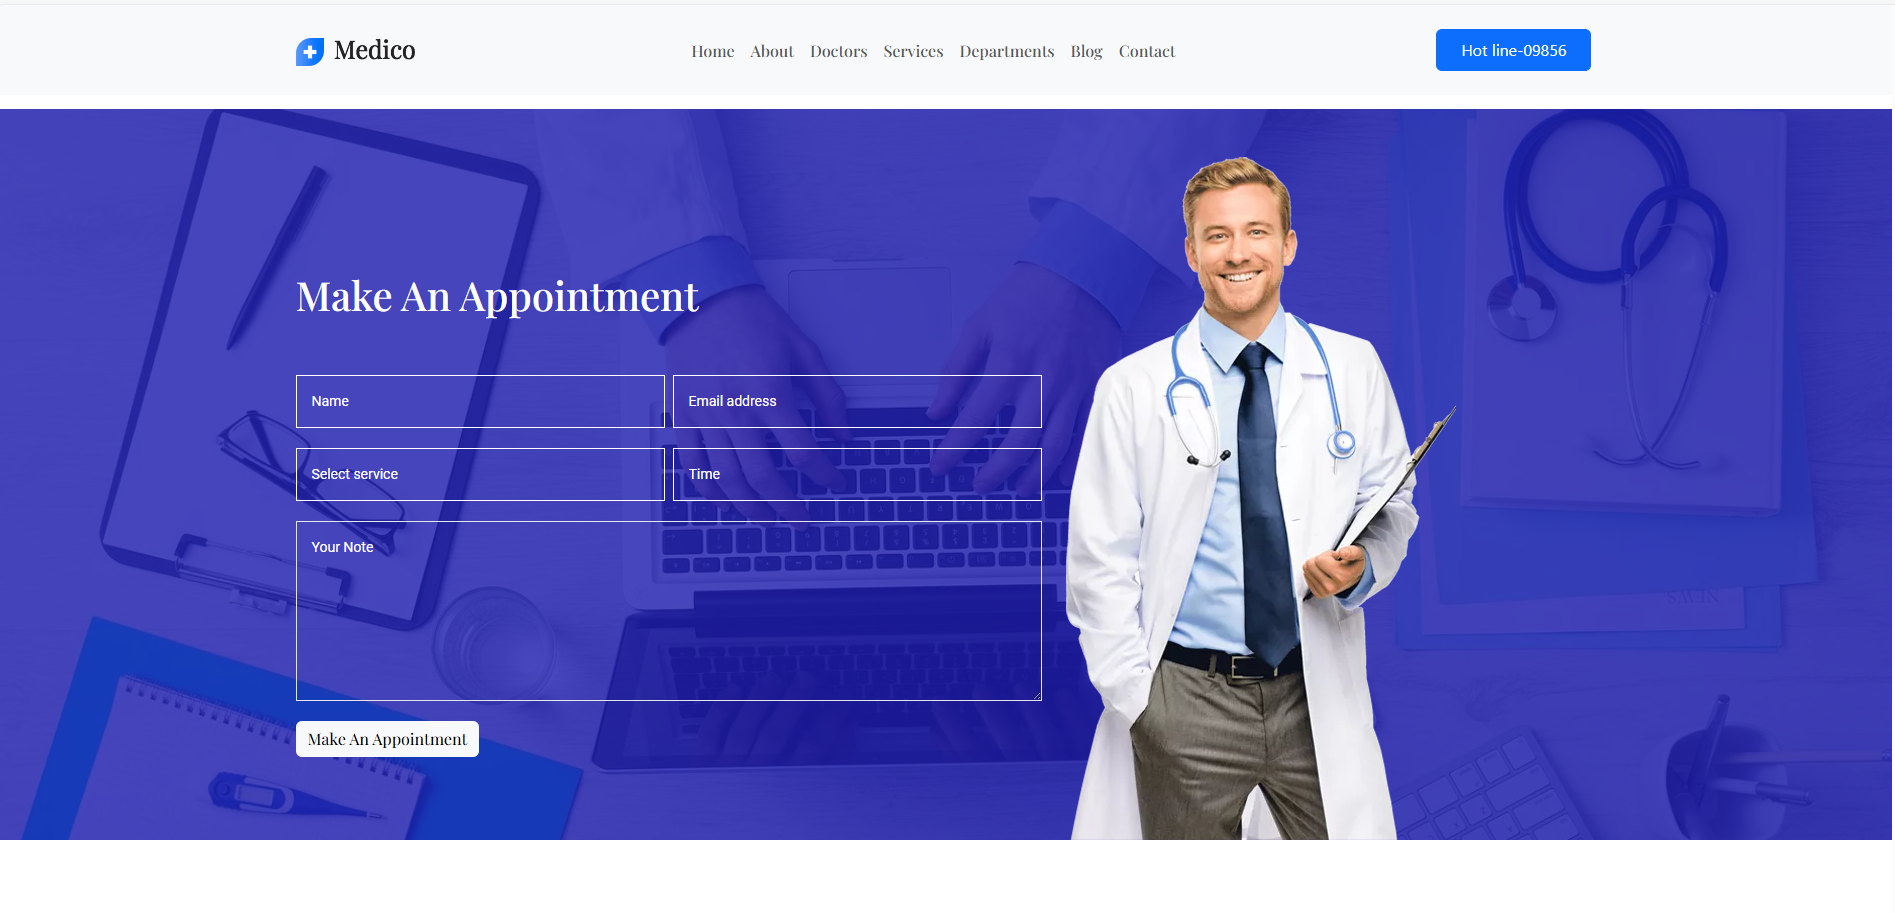 Medico
Home About Doctors Services Departments Blog Contact
Hot line-09856
Make An Appointment
Name
Email address
Select service
Time
Your Note
Make An Appointment
NEWS